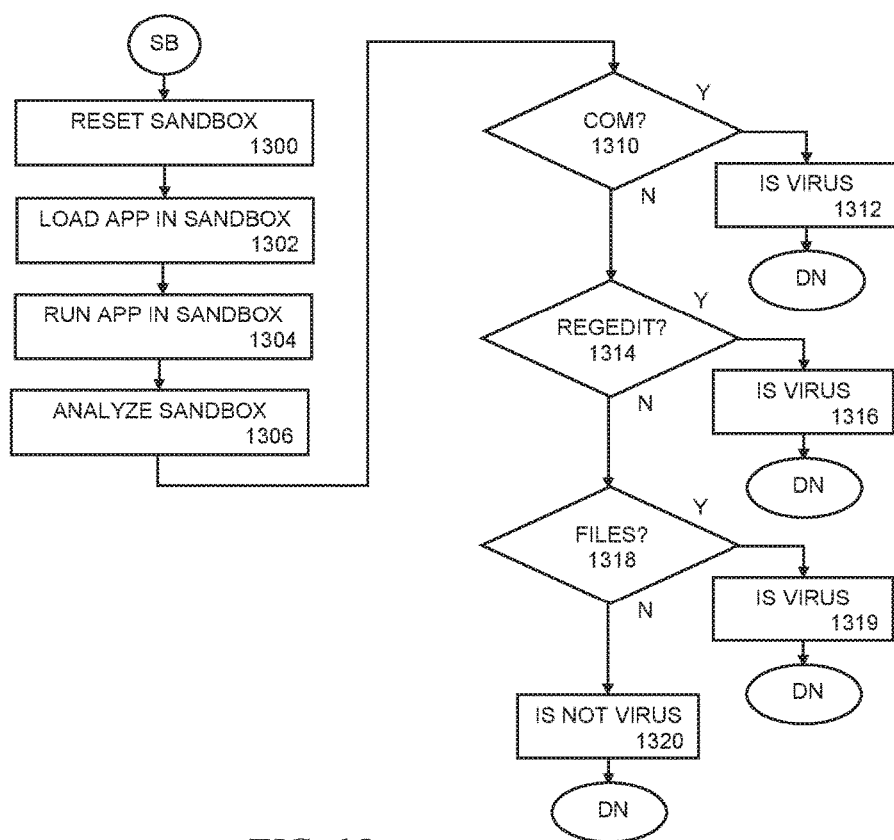 SB
RESET SANDBOX
1300
LOAD APP IN SANDBOX
1302
RUN APP IN SANDBOX
1304
ANALYZE SANDBOX
1306
COM?
1310
Y
N
IS VIRUS
1312
DN
REGEDIT?
1314
Y
N
IS VIRUS
1316
DN
FILES?
1318
Y
N
IS VIRUS
1319
DN
IS NOT VIRUS
1320
DN
FIG.